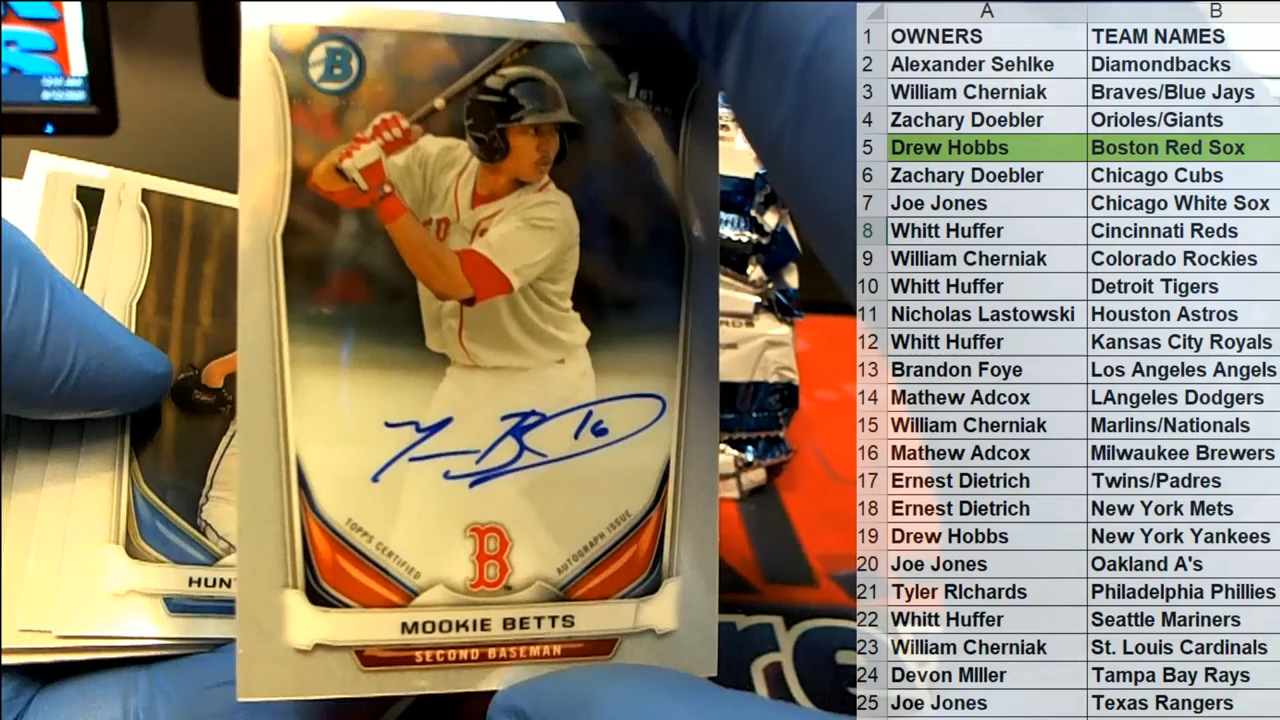 B
1st
TOPPS CERTIFIED
AUTOGRAPH ISSUE
B
MOOKIE BETTS
SECOND BASEMAN
16
HUN
A B
1 OWNERS TEAM NAMES
2 Alexander Sehlke Diamondbacks
3 William Cherniak Braves/Blue Jays
4 Zachary Doebler Orioles/Giants
5 Drew Hobbs Boston Red Sox
6 Zachary Doebler Chicago Cubs
7 Joe Jones Chicago White Sox
8 Whitt Huffer Cincinnati Reds
9 William Cherniak Colorado Rockies
10 Whitt Huffer Detroit Tigers
11 Nicholas Lastowski Houston Astros
12 Whitt Huffer Kansas City Royals
13 Brandon Foye Los Angeles Angels
14 Mathew Adcox LAngeles Dodgers
15 William Cherniak Marlins/Nationals
16 Mathew Adcox Milwaukee Brewers
17 Ernest Dietrich Twins/Padres
18 Ernest Dietrich New York Mets
19 Drew Hobbs New York Yankees
20 Joe Jones Oakland A's
21 Tyler RIchards Philadelphia Phillies
22 Whitt Huffer Seattle Mariners
23 William Cherniak St. Louis Cardinals
24 Devon MIller Tampa Bay Rays
25 Joe Jones Texas Rangers